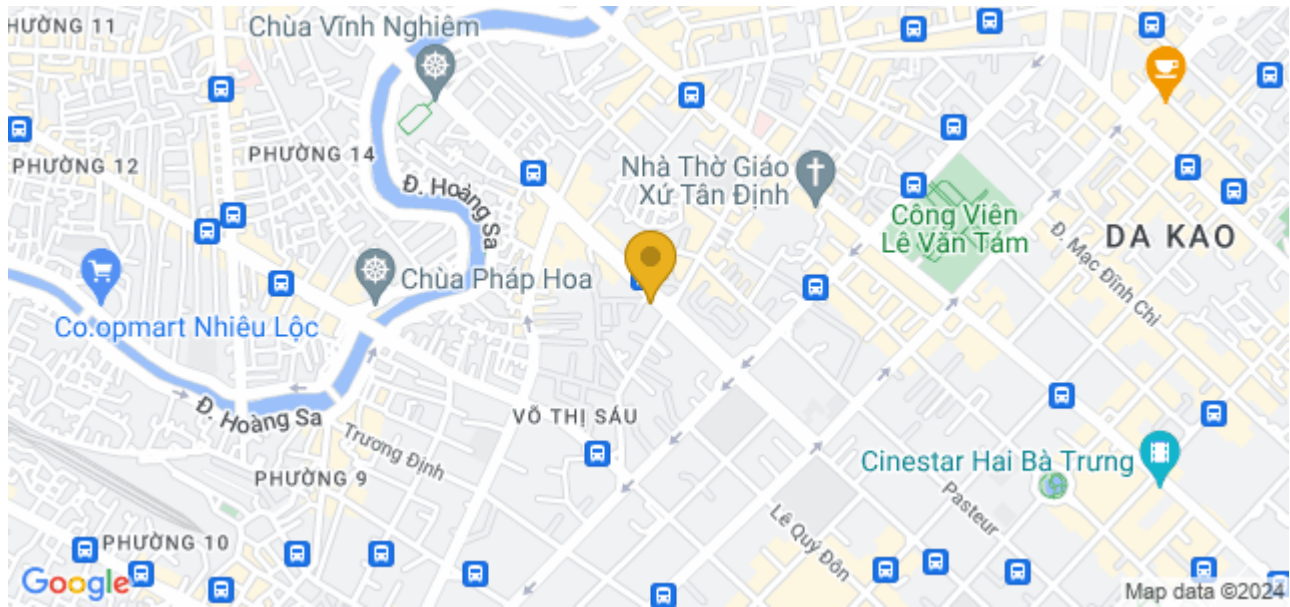 HƯỜNG 11
Chùa Vĩnh Nghiêm
PHƯỜNG 12
PHƯỜNG 14
Đ. Hoàng Sa
Nhà Thờ Giáo
Xứ Tân Định
Công Viên
Lê Văn Tám
DA KAO
Đ. Mạc Đĩnh Chi
Chùa Pháp Hoa
Co.opmart Nhiêu Lộc
Đ. Hoàng Sa
VÕ THỊ SÁU
Trương Định
Cinestar Hai Bà Trưng
PHƯỜNG 9
Pasteur
Lê Quý Đôn
PHƯỜNG 10
Google
Map data ©2024